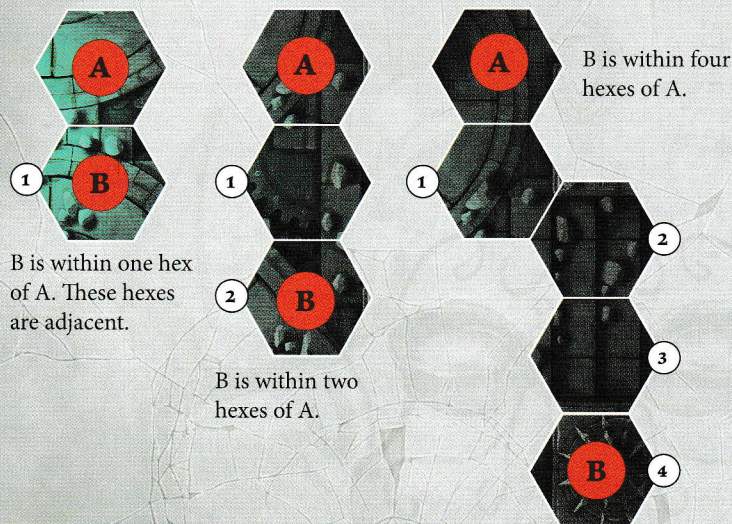 A
1
B
B is within one hex
of A. These hexes
are adjacent.
A
1
2
B
B is within two
hexes of A.
A
B is within four
hexes of A.
1
2
3
B
4